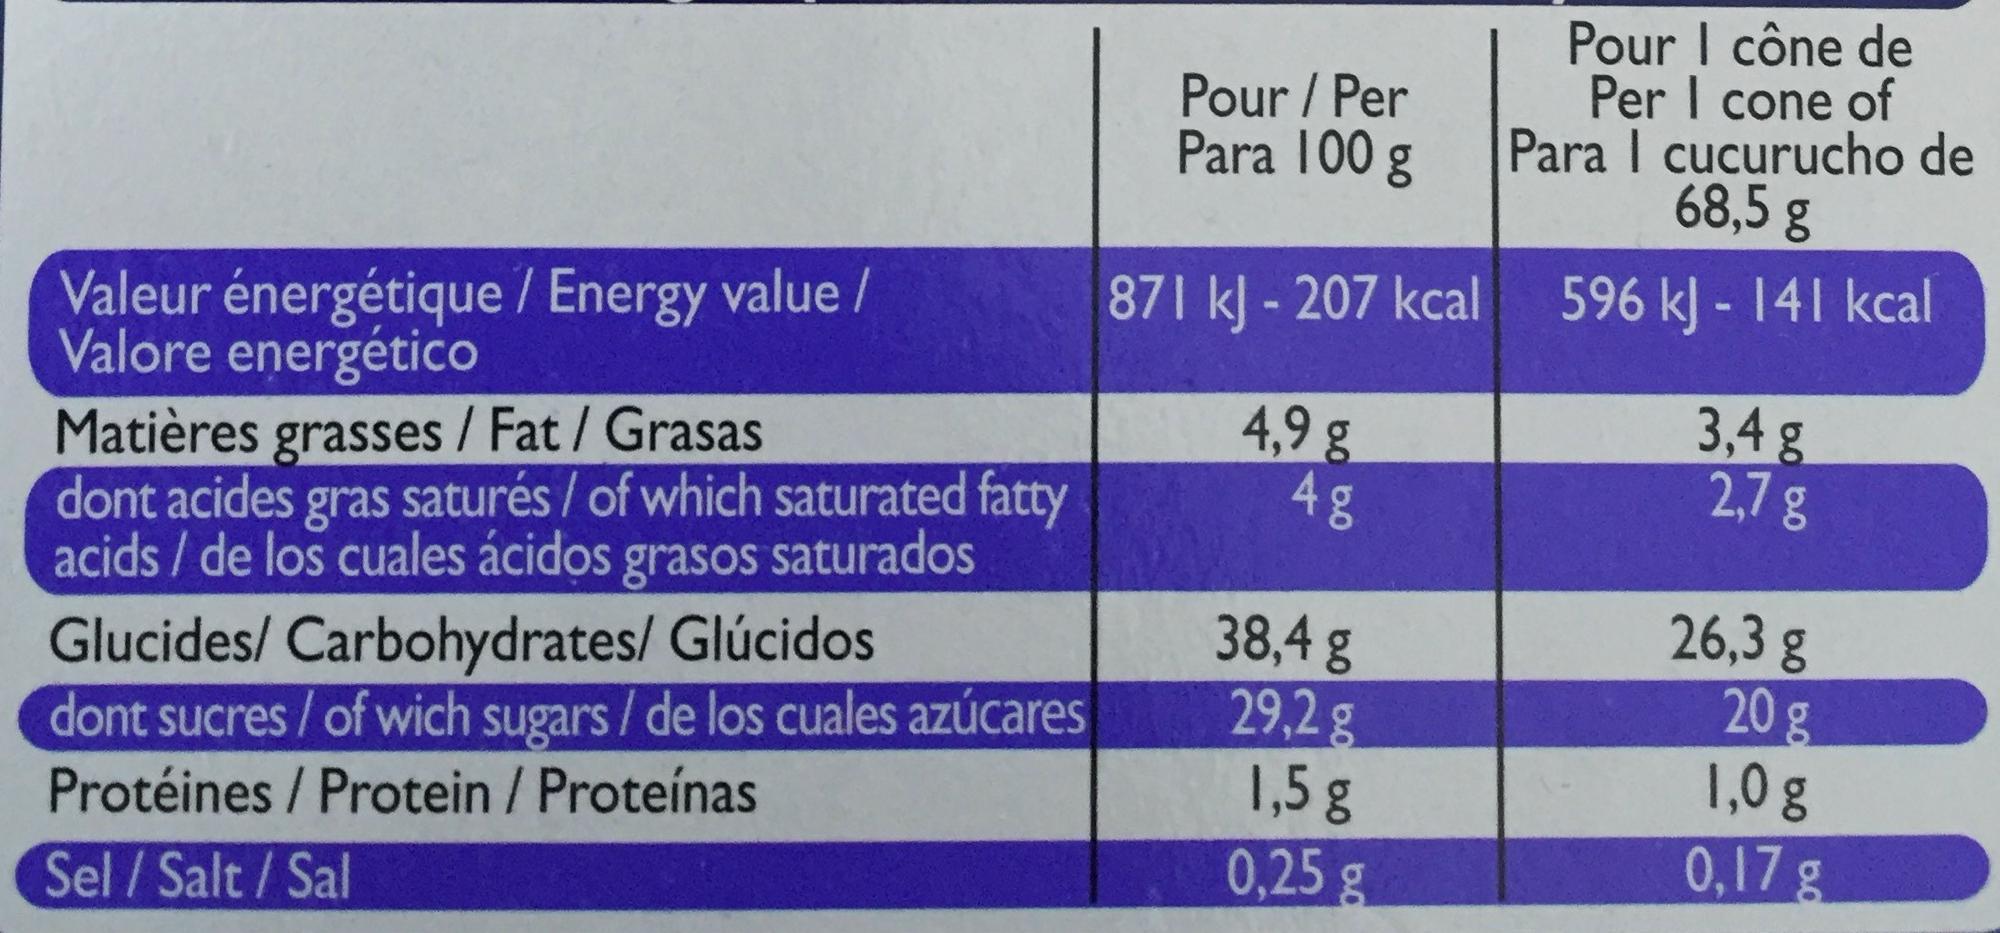 Pour / Per
Para 100 g
Pour 1 cône de
Per 1 cone of
Para 1 cucurucho de
68,5 g
Valeur énergétique / Energy value /
Valore energético
871 kJ - 207 kcal
596 kJ - 141 kcal
Matières grasses / Fat / Grasas
4,9 g
3,4 g
dont acides gras saturés / of which saturated fatty
acids / de los cuales ácidos grasos saturados
4 g
2,7 g
Glucides/ Carbohydrates/ Glúcidos
38,4 g
26,3 g
dont sucres / of wich sugars / de los cuales azúcares
29,2 g
20 g
Protéines / Protein / Proteínas
1,5 g
1,0 g
Sel / Salt / Sal
0,25 g
0,17 g